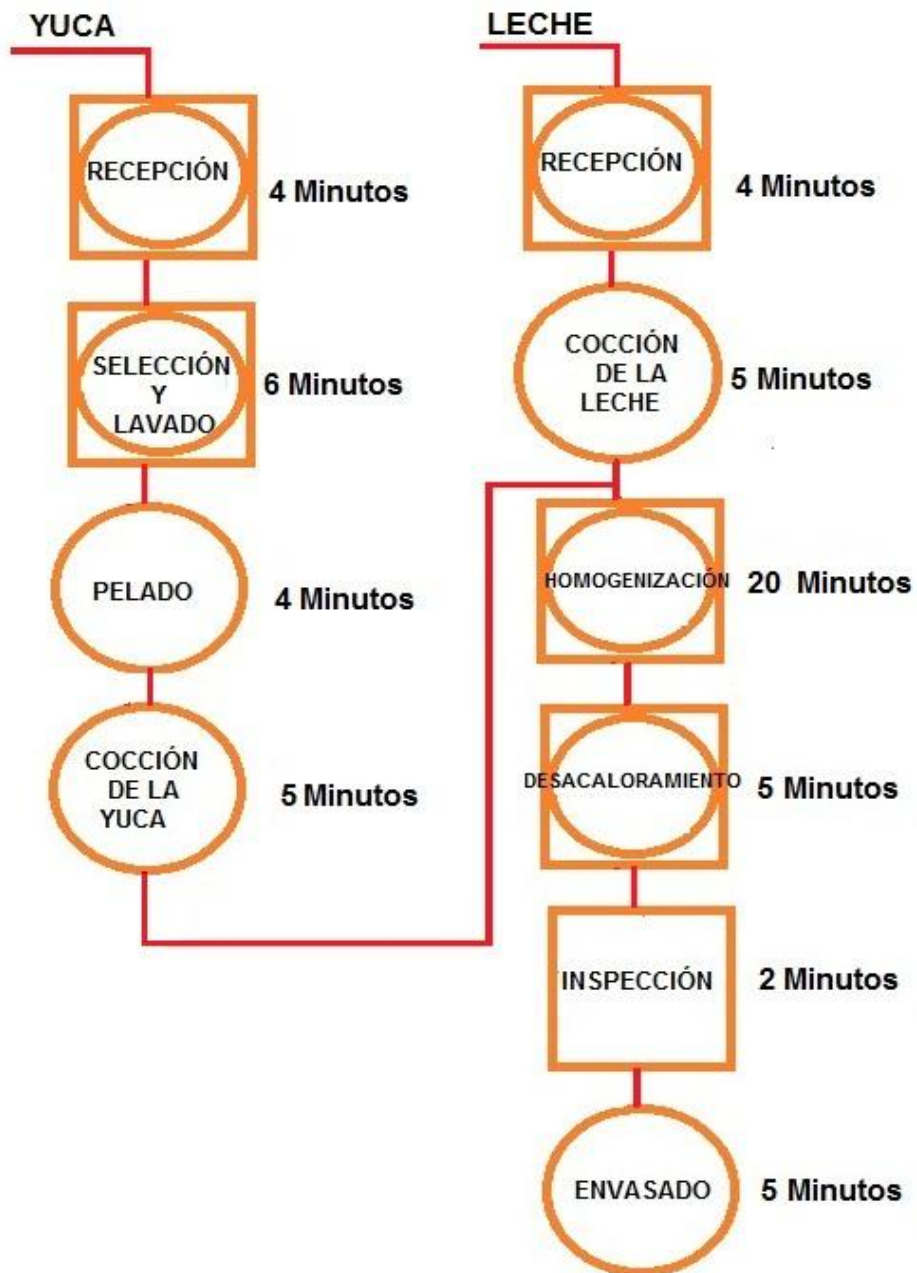 YUCA
RECEPCIÓN
4 Minutos
SELECCIÓN
Y
LAVADO
6 Minutos
PELADO
4 Minutos
COCCIÓN
DE LA
YUCA
5 Minutos
LECHE
RECEPCIÓN
4 Minutos
COCCIÓN
DE LA
LECHE
5 Minutos
HOMOGENIZACIÓN
20 Minutos
DESACALORAMIENTO
5 Minutos
INSPECCIÓN
2 Minutos
ENVASADO
5 Minutos